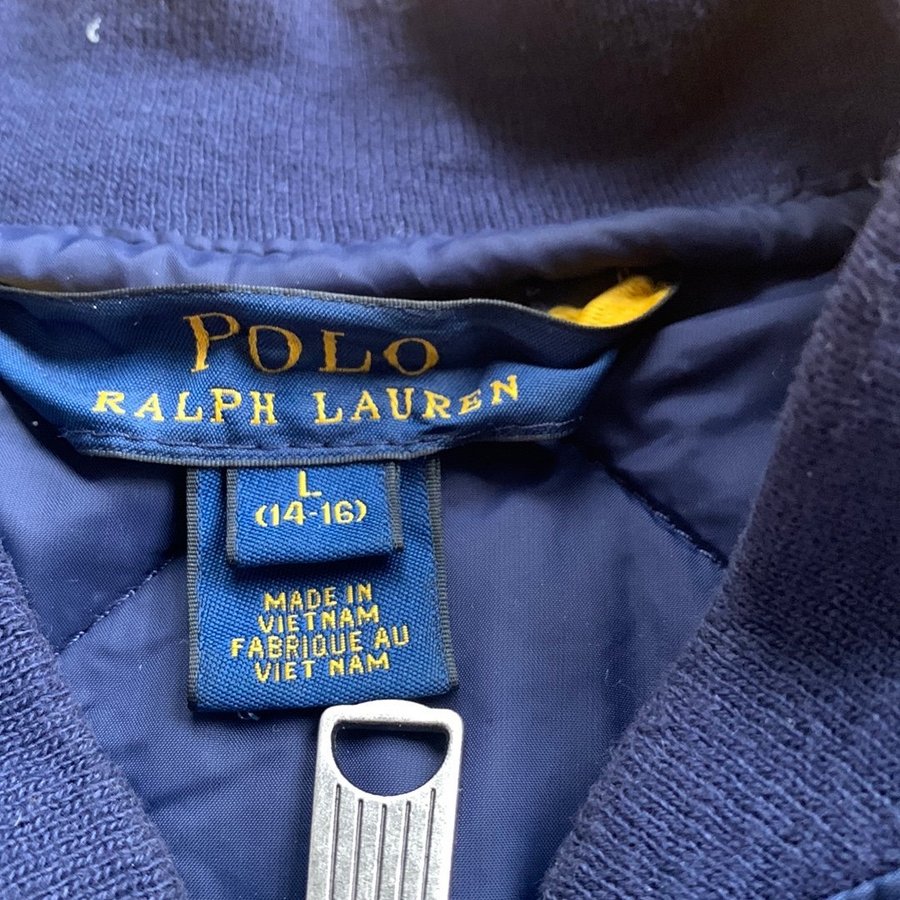 POLO
RALPH LAUREN
L
(14-16)
MADE IN
VIETNAM
FABRIQUE AU
VIET NAM